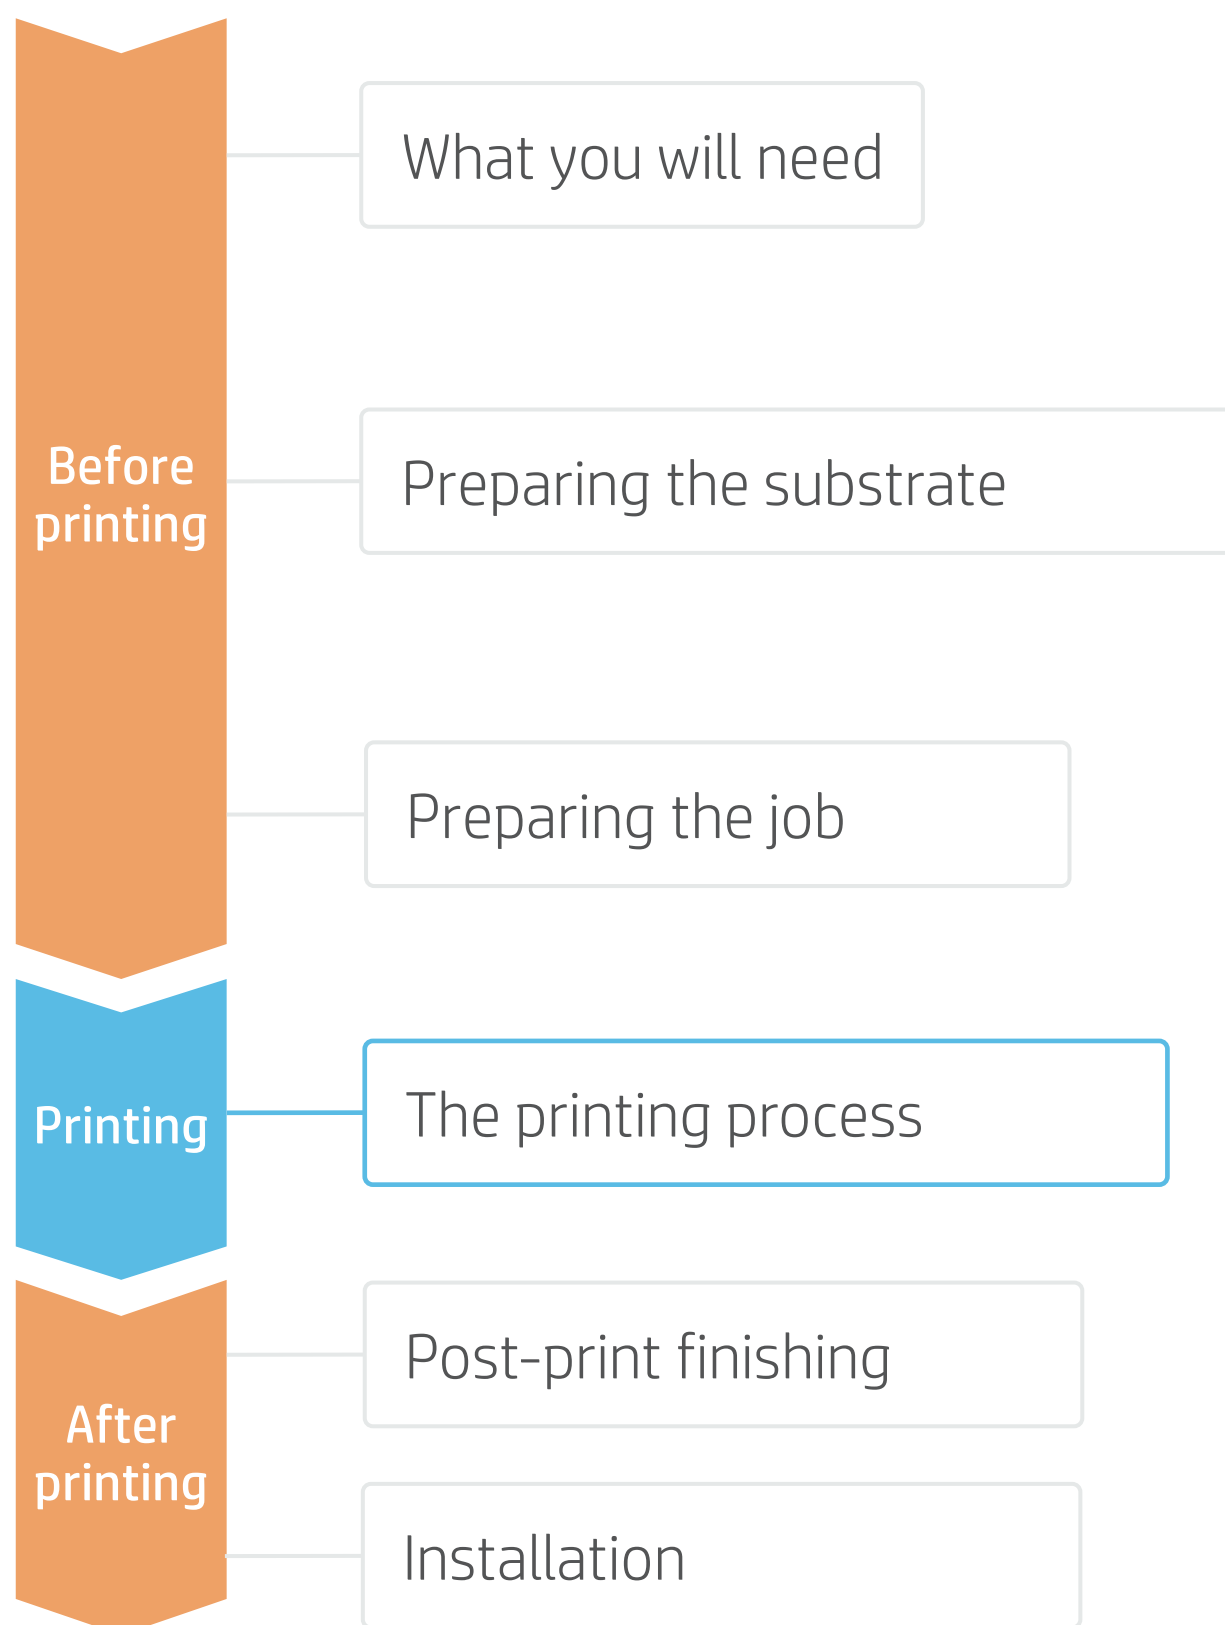 What you will need
Before
printing
Preparing the substrate
Preparing the job
Printing
The printing process
Post-print finishing
After
printing
Installation